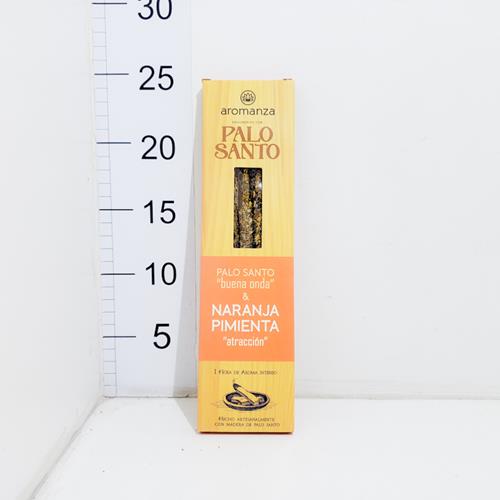 30
25
20
15
10
5
aromanza
PALO
SANTO
PALO SANTO
"buena onda"
&
NARANJA
PIMIENTA
"atracción"
1 HORA DE AROMA INTENSO
HECHO ARTESANALMENTE
CON MADERA DE PALO SANTO